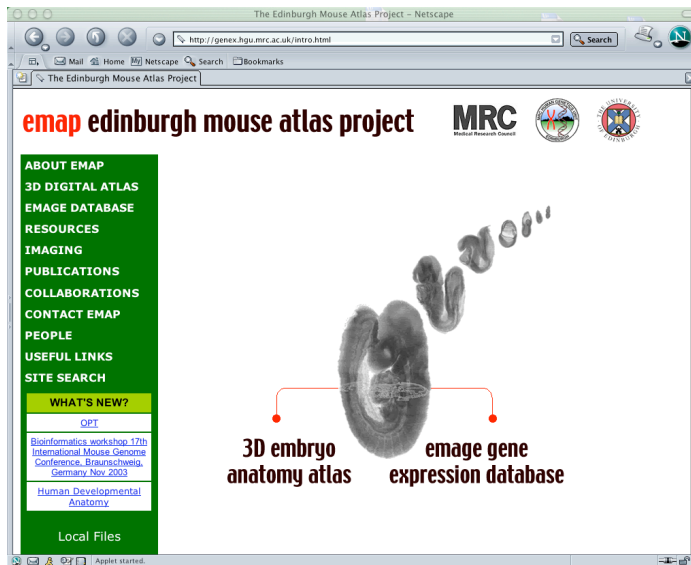 The Edinburgh Mouse Atlas Project – Netscape
http://genex.hgu.mrc.ac.uk/intro.html
Search
Mail Home Netscape Search Bookmarks
The Edinburgh Mouse Atlas Project
emap edinburgh mouse atlas project
MRC
Medical Research Council
THE UNIVERSITY
OF EDINBURGH
ABOUT EMAP
3D DIGITAL ATLAS
EMAGE DATABASE
RESOURCES
IMAGING
PUBLICATIONS
COLLABORATIONS
CONTACT EMAP
PEOPLE
USEFUL LINKS
SITE SEARCH
WHAT'S NEW?
OPT
Bioinformatics workshop 17th
International Mouse Genome
Conference, Braunschweig,
Germany Nov 2003
Human Developmental
Anatomy
Local Files
3D embryo
anatomy atlas
emage gene
expression database
Applet started.